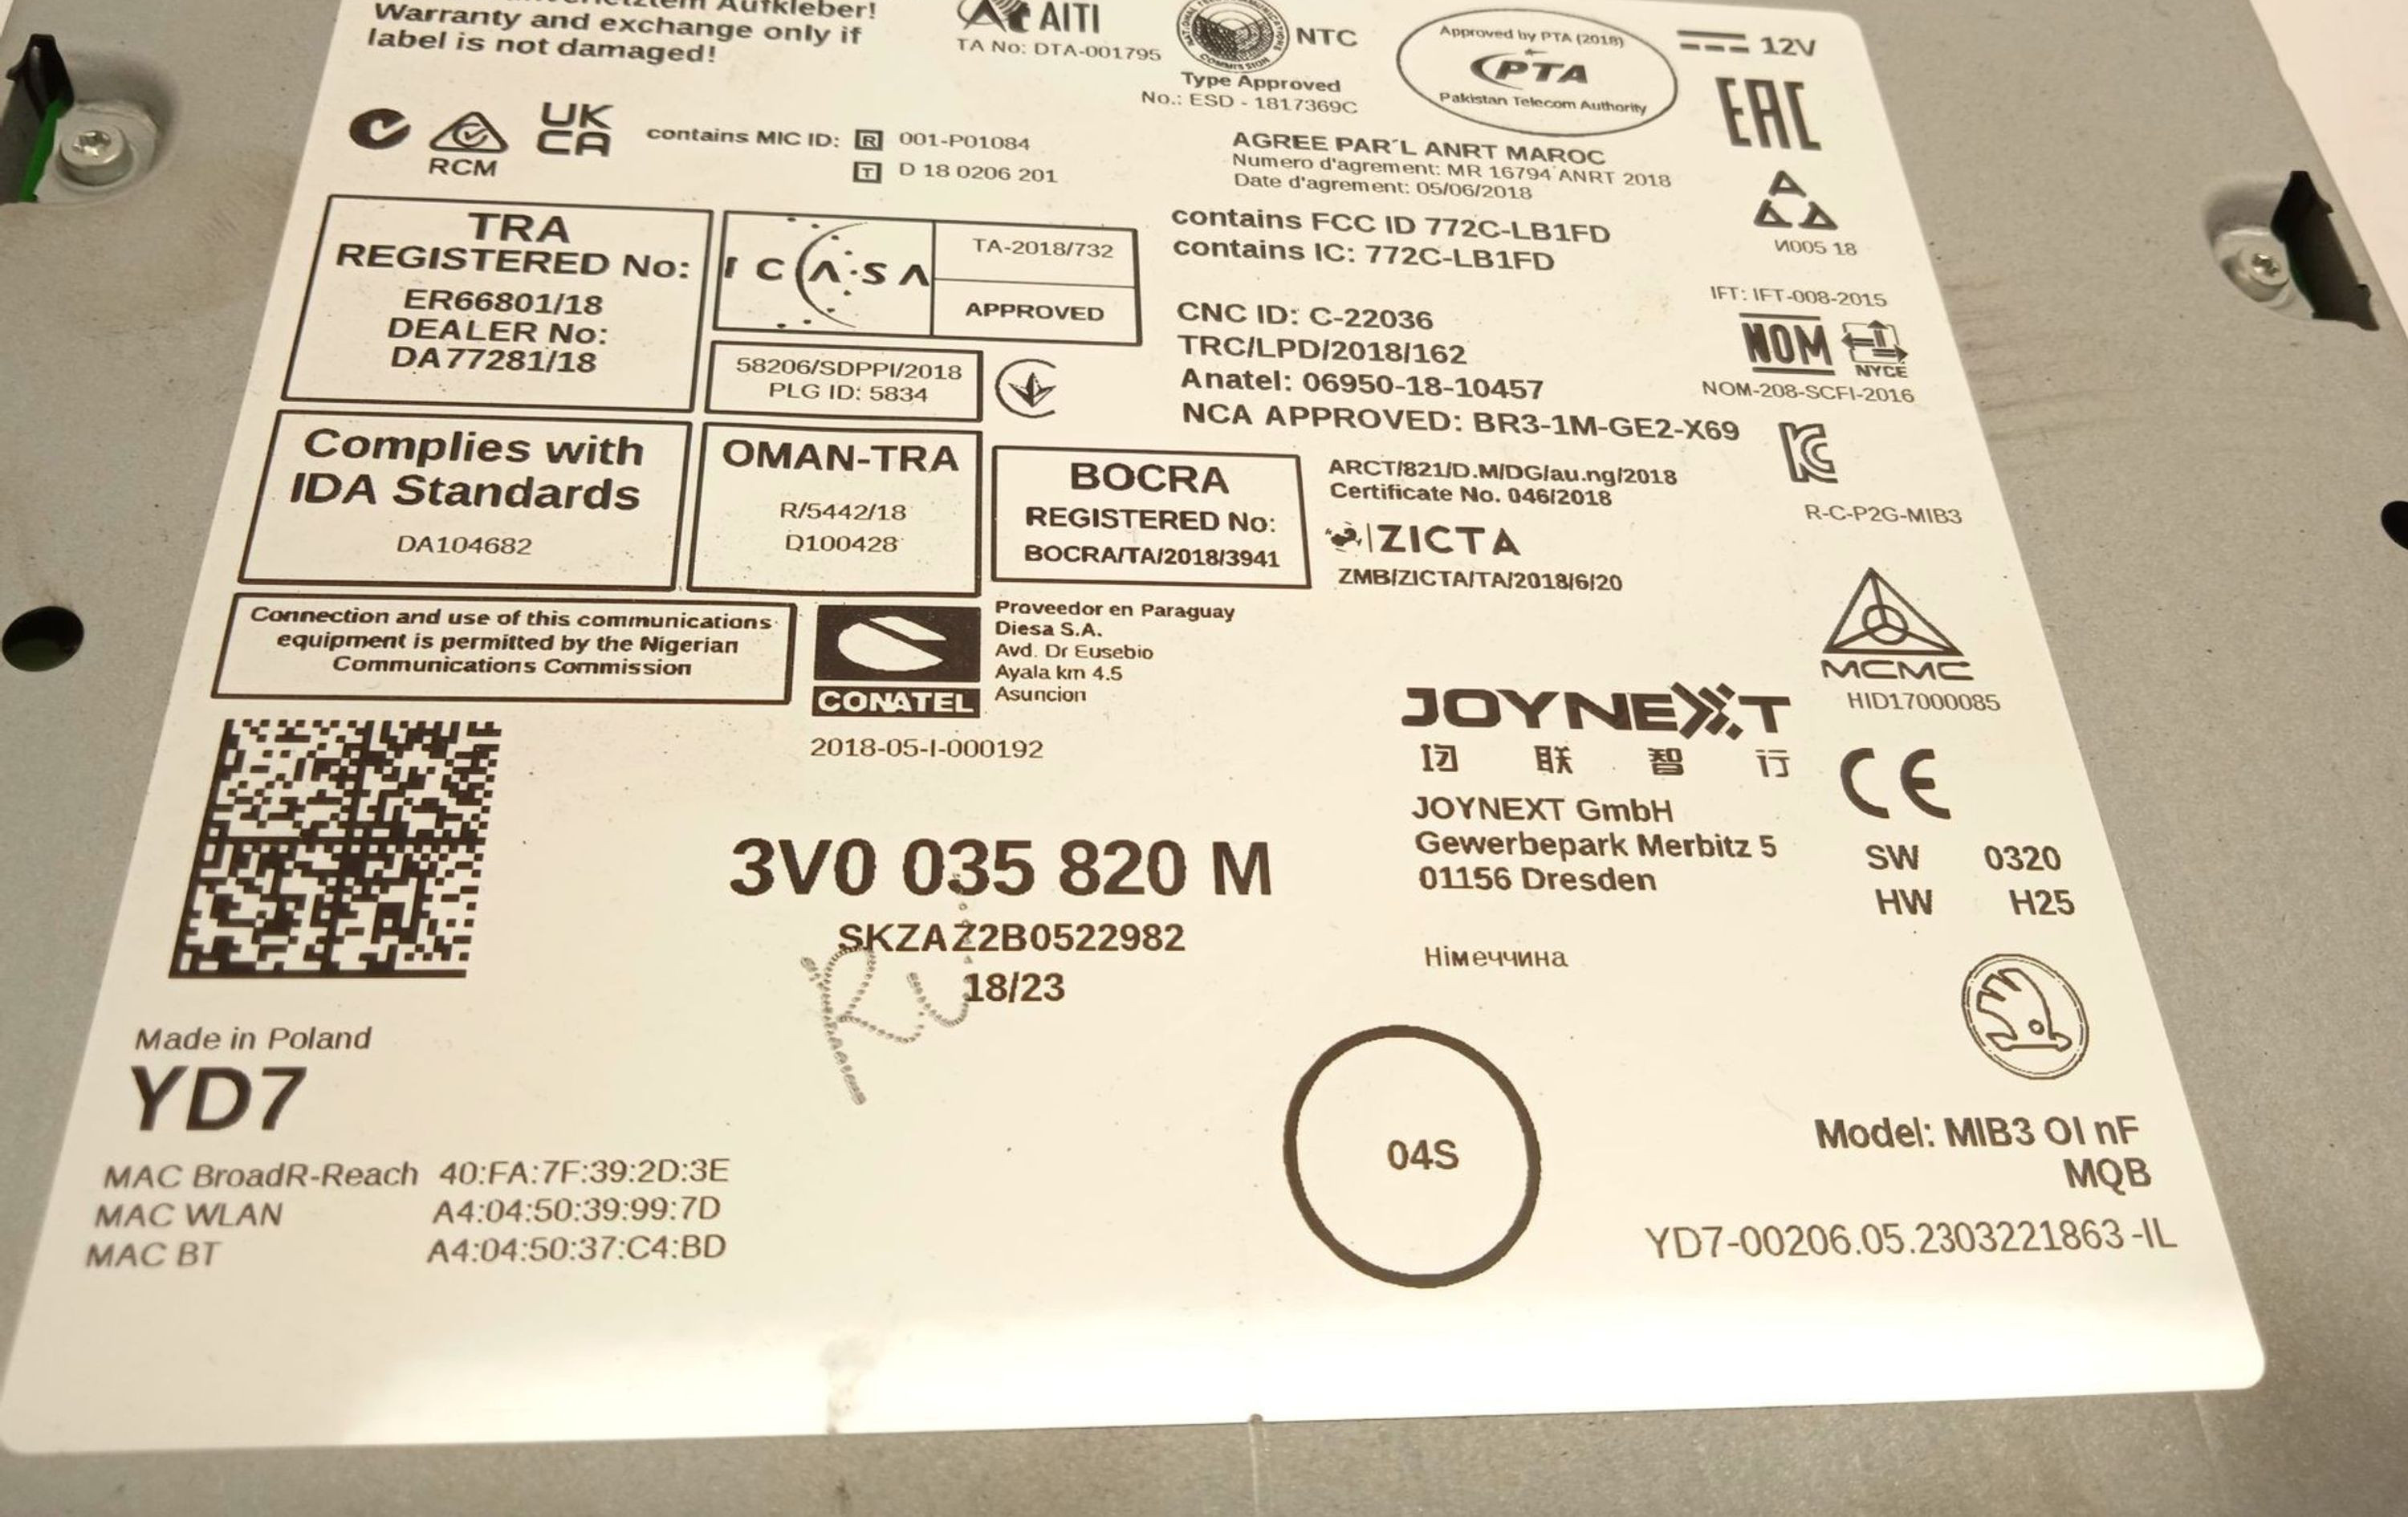 Aufkleber!
Warranty and exchange only if
label is not damaged!
AITI
TA No: DTA-001795
NTC
Type Approved
No.: ESD - 1817369C
Approved by PTA (2018)
PTA
Pakistan Telecom Authority
12V
EAC
RCM
UK
CA
contains MIC ID: R 001-P01084
T D 18 0206 201
AGREE PAR´L ANRT MAROC
Numero d'agrement: MR 16794 ANRT 2018
Date d'agrement: 05/06/2018
И005 18
TRA
REGISTERED No:
ER66801/18
DEALER No:
DA77281/18
ICASA
TA-2018/732
APPROVED
contains FCC ID 772C-LB1FD
contains IC: 772C-LB1FD
58206/SDPPI/2018
PLG ID: 5834
CNC ID: C-22036
TRC/LPD/2018/162
Anatel: 06950-18-10457
NCA APPROVED: BR3-1M-GE2-X69
IFT: IFT-008-2015
NOM
NYCE
NOM-208-SCFI-2016
Complies with
IDA Standards
DA104682
OMAN-TRA
R/5442/18
D100428
BOCRA
REGISTERED No:
BOCRA/TA/2018/3941
ARCT/821/D.M/DG/au.ng/2018
Certificate No. 046/2018
ZICTA
ZMB/ZICTA/TA/2018/6/20
R-C-P2G-MIB3
Connection and use of this communications
equipment is permitted by the Nigerian
Communications Commission
CONATEL
2018-05-I-000192
Proveedor en Paraguay
Diesa S.A.
Avd. Dr Eusebio
Ayala km 4.5
Asuncion
MCMC
HID17000085
JOYNEXT
联 智 行
JOYNEXT GmbH
Gewerbepark Merbitz 5
01156 Dresden
CE
SW 0320
HW H25
3V0 035 820 M
SKZAZ2B0522982
18/23
Німеччина
Made in Poland
YD7
MAC BroadR-Reach 40:FA:7F:39:2D:3E
MAC WLAN A4:04:50:39:99:7D
MAC BT A4:04:50:37:C4:BD
04S
Model: MIB3 OI nF
MQB
YD7-00206.05.2303221863-IL